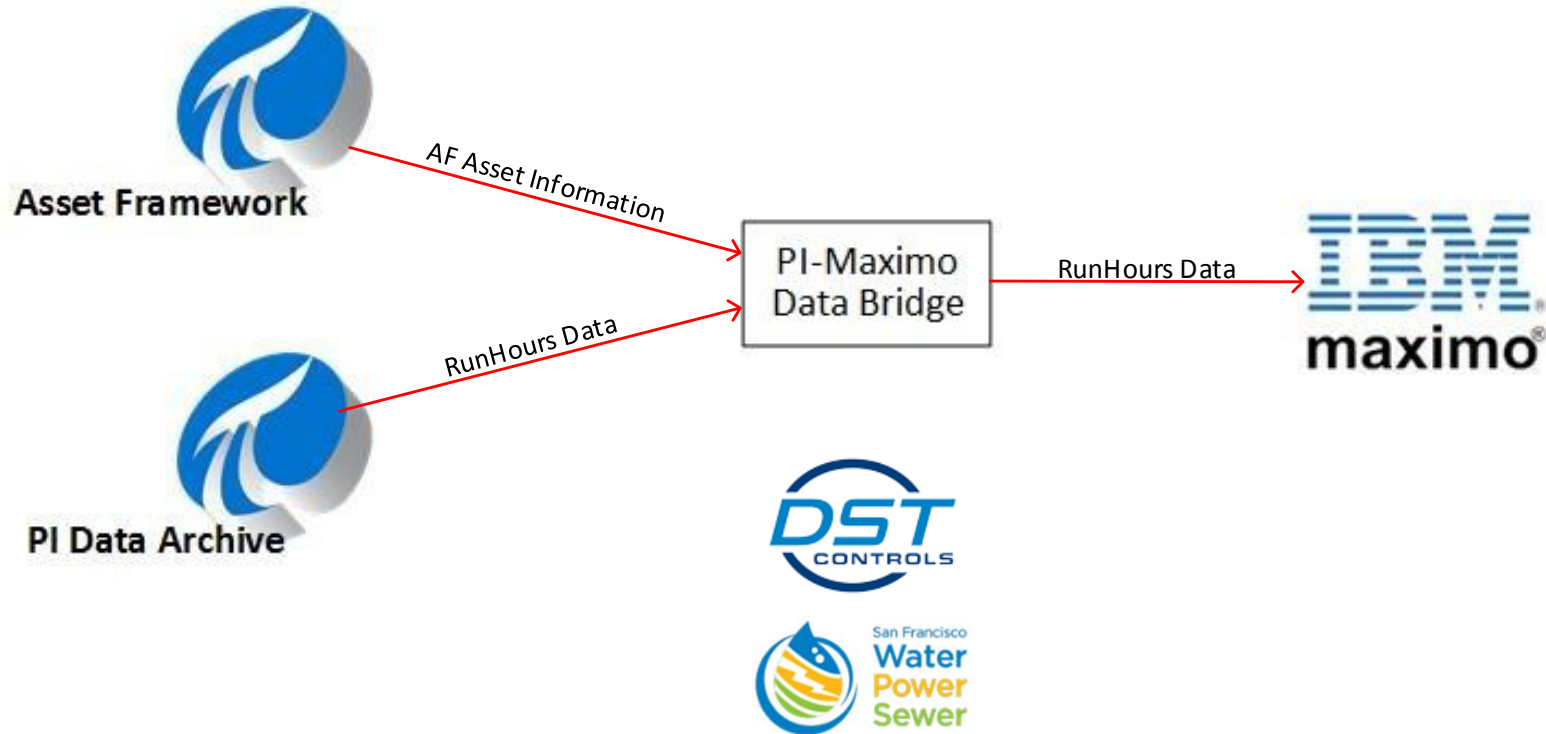 AF Asset Information
Asset Framework
PI-Maximo
Data Bridge
RunHours Data
IBM®
maximo®
RunHours Data
PI Data Archive
DST
CONTROLS
San Francisco
Water
Power
Sewer